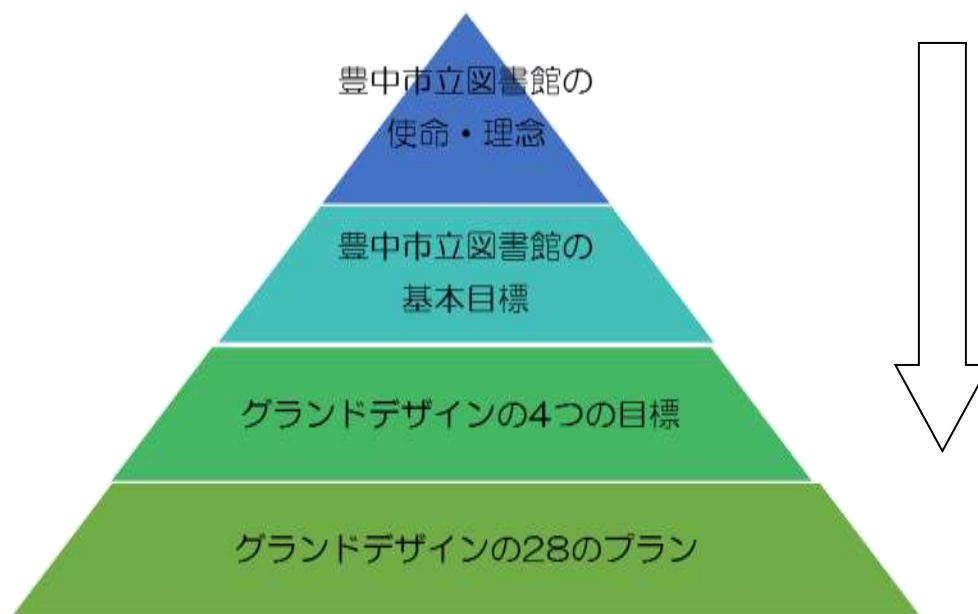 豊中市立図書館の
使命・理念
豊中市立図書館の
基本目標
グランドデザインの4つの目標
グランドデザインの28のプラン